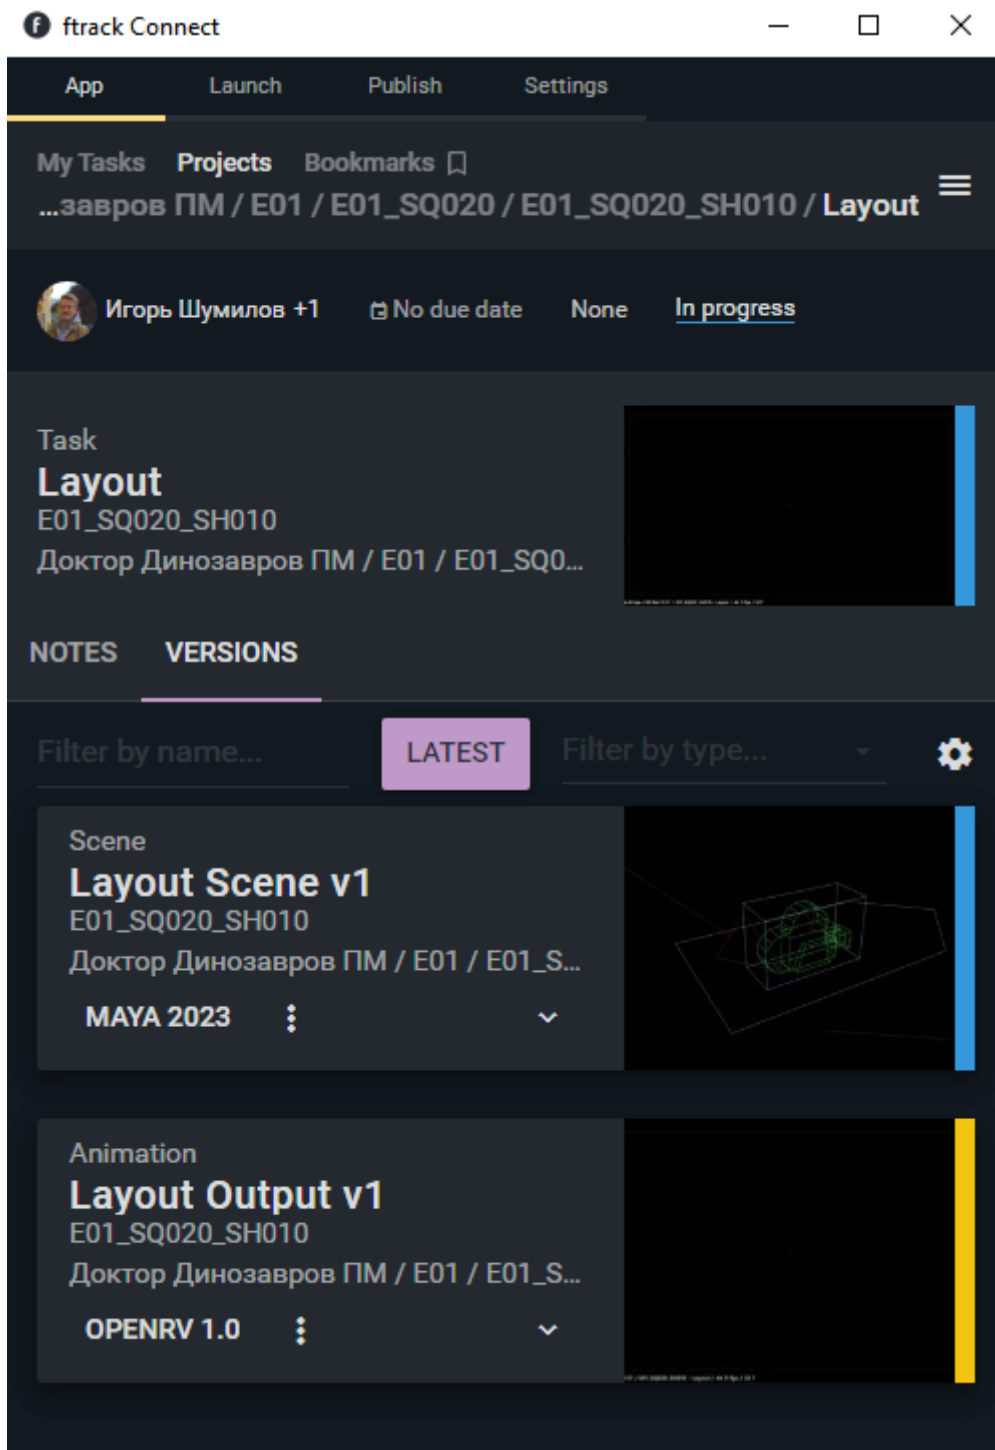 ftrack Connect
App Launch Publish Settings
My Tasks Projects Bookmarks
...завров ПМ / E01 / E01_SQ020 / E01_SQ020_SH010 / Layout
Игорь Шумилов +1 No due date None In progress
Task
Layout
E01_SQ020_SH010
Доктор Динозавров ПМ / E01 / E01_SQ0...
NOTES VERSIONS
Filter by name... LATEST Filter by type...
Scene
Layout Scene v1
E01_SQ020_SH010
Доктор Динозавров ПМ / E01 / E01_S...
MAYA 2023
Animation
Layout Output v1
E01_SQ020_SH010
Доктор Динозавров ПМ / E01 / E01_S...
OPENRV 1.0